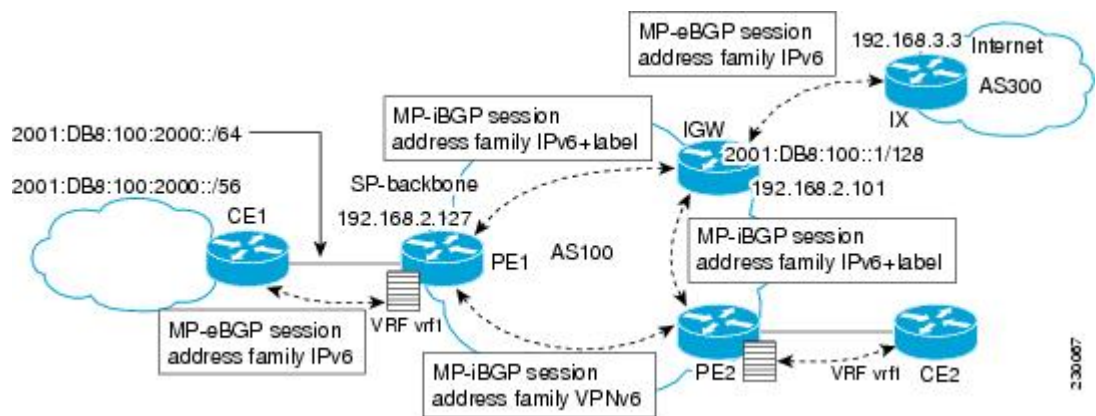 MP-eBGP session
address family IPv6
192.168.3.3
Internet
AS300
IX
MP-iBGP session
address family IPv6+label
IGW
2001:DB8:100::1/128
192.168.2.101
2001:DB8:100:2000::/64
2001:DB8:100:2000::/56
SP-backbone
CE1
192.168.2.127
PE1
AS100
MP-iBGP session
address family IPv6+label
VRF vrf1
MP-eBGP session
address family IPv6
MP-iBGP session
address family VPNv6
PE2
VRF vrf1
CE2
230067